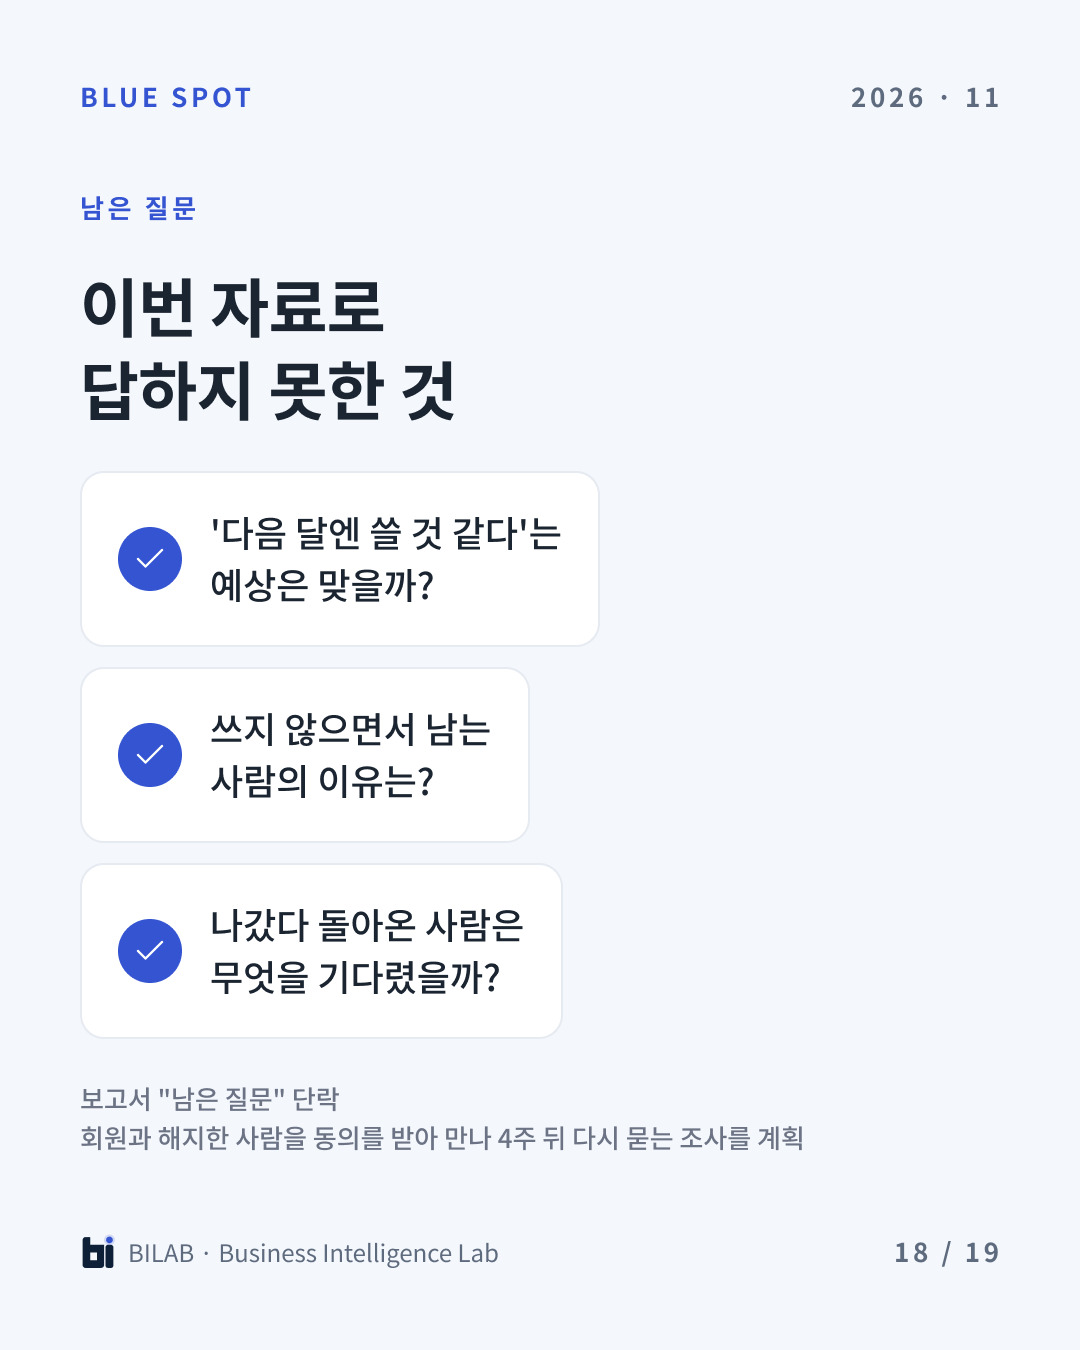 BLUE SPOT
2026 · 11
남은 질문
이번 자료로
답하지 못한 것
'다음 달엔 쓸 것 같다'는
예상은 맞을까?
쓰지 않으면서 남는
사람의 이유는?
나갔다 돌아온 사람은
무엇을 기다렸을까?
보고서 "남은 질문" 단락
회원과 해지한 사람을 동의를 받아 만나 4주 뒤 다시 묻는 조사를 계획
bi BILAB · Business Intelligence Lab
18 / 19